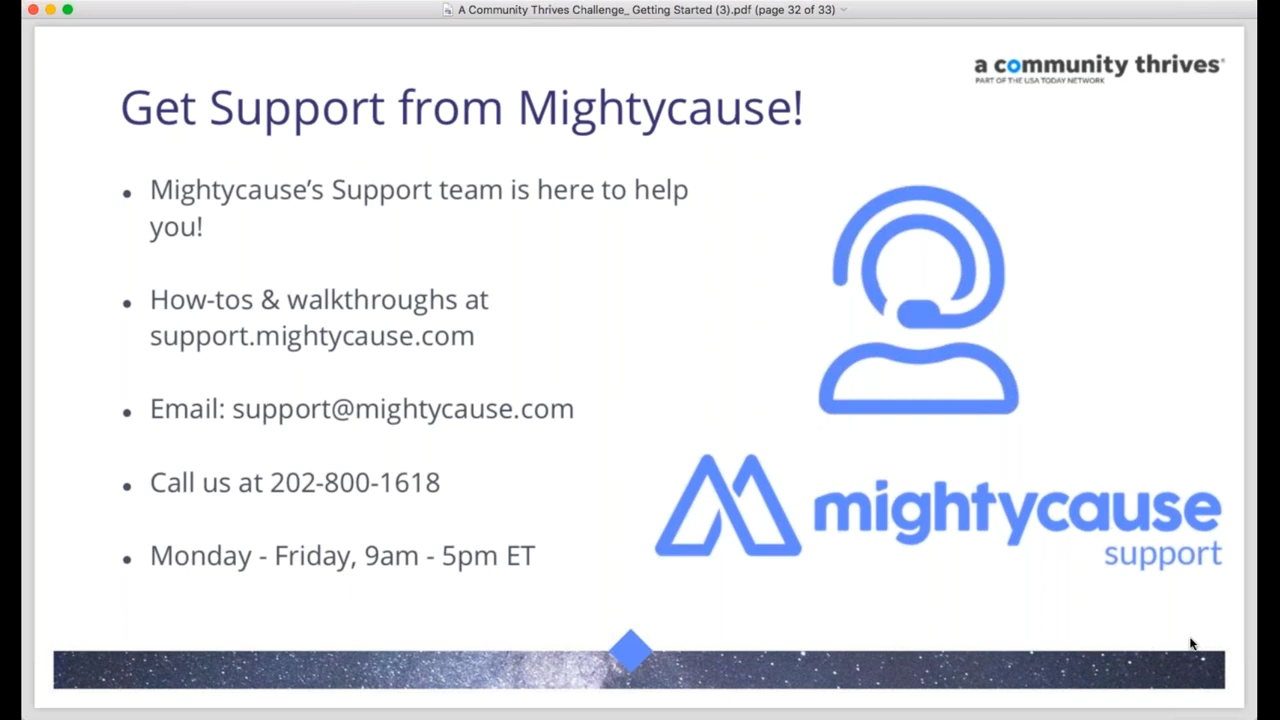 A Community Thrives Challenge_ Getting Started (3).pdf (page 32 of 33)
a community thrives
PART OF THE USA TODAY NETWORK
Get Support from Mightycause!
• Mightycause’s Support team is here to help
you!
• How-tos & walkthroughs at
support.mightycause.com
• Email: support@mightycause.com
• Call us at 202-800-1618
• Monday - Friday, 9am - 5pm ET
mightycause
support